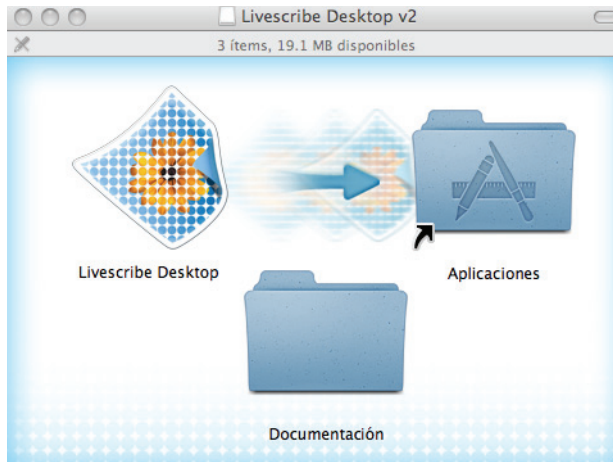 Livescribe Desktop v2
3 ítems, 19.1 MB disponibles
Livescribe Desktop
Aplicaciones
Documentación